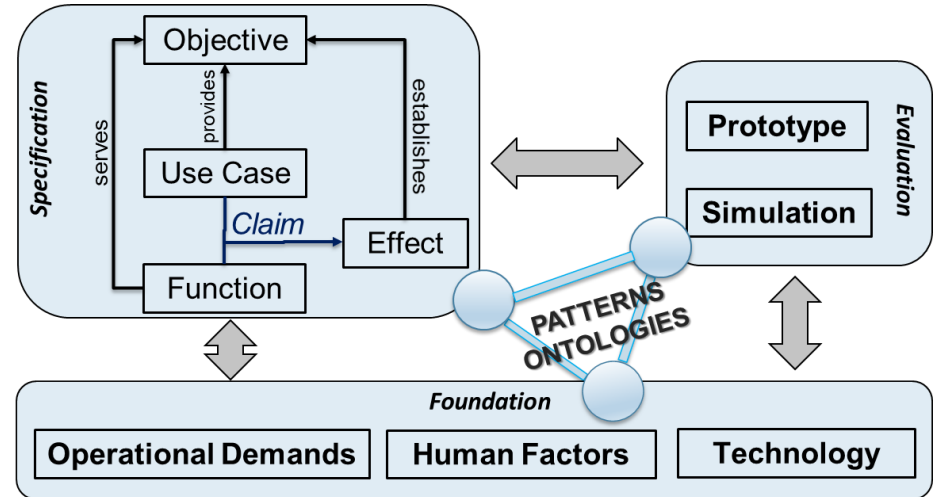 Specification
Objective
serves
provides
establishes
Use Case
Claim
Effect
Function
Evaluation
Prototype
Simulation
PATTERNS
ONTOLOGIES
Foundation
Operational Demands
Human Factors
Technology